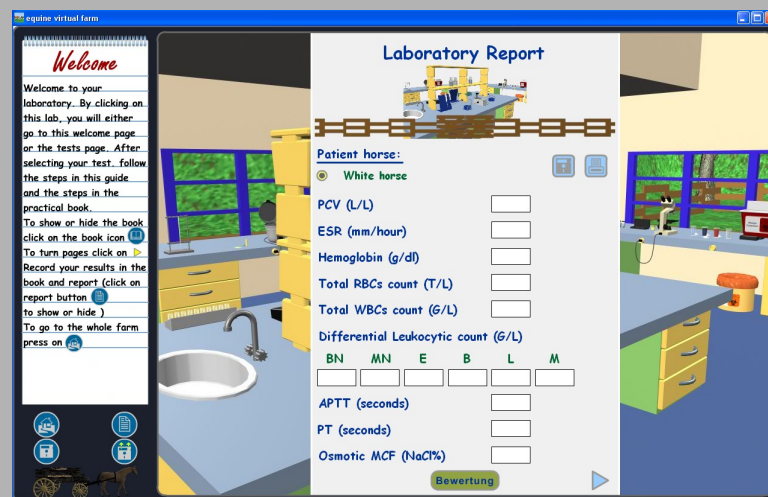 equine virtual farm
Welcome
Welcome to your
laboratory. By clicking on
this lab, you will either
go to this welcome page
or the tests page. After
selecting your test, follow
the steps in this guide
and the steps in the
practical book.
To show or hide the book
click on the book icon
To turn pages click on
Record your results in the
book and report (click on
report button
to show or hide )
To go to the whole farm
press on
Laboratory Report
Patient horse:
White horse
PCV (L/L)
ESR (mm/hour)
Hemoglobin (g/dl)
Total RBCs count (T/L)
Total WBCs count (G/L)
Differential Leukocytic count (G/L)
BN MN E B L M
APTT (seconds)
PT (seconds)
Osmotic MCF (NaCl%)
Bewertung